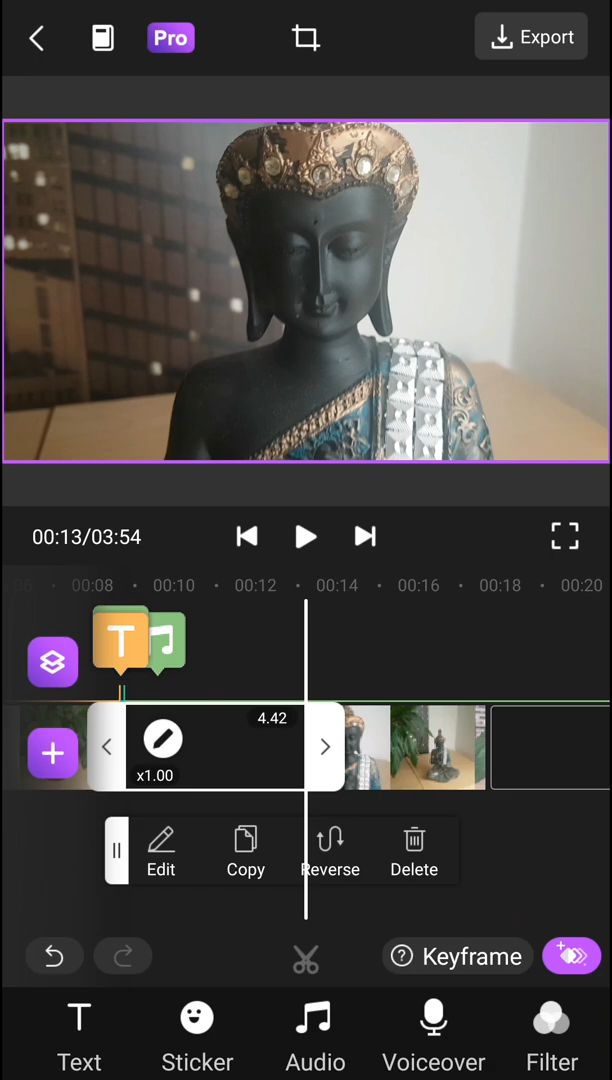 Pro
Export
00:13/03:54
06 00:08 00:10 00:12 00:14 00:16 00:18 00:20
T
4.42
x1.00
Edit Copy Reverse Delete
Keyframe
Text Sticker Audio Voiceover Filter